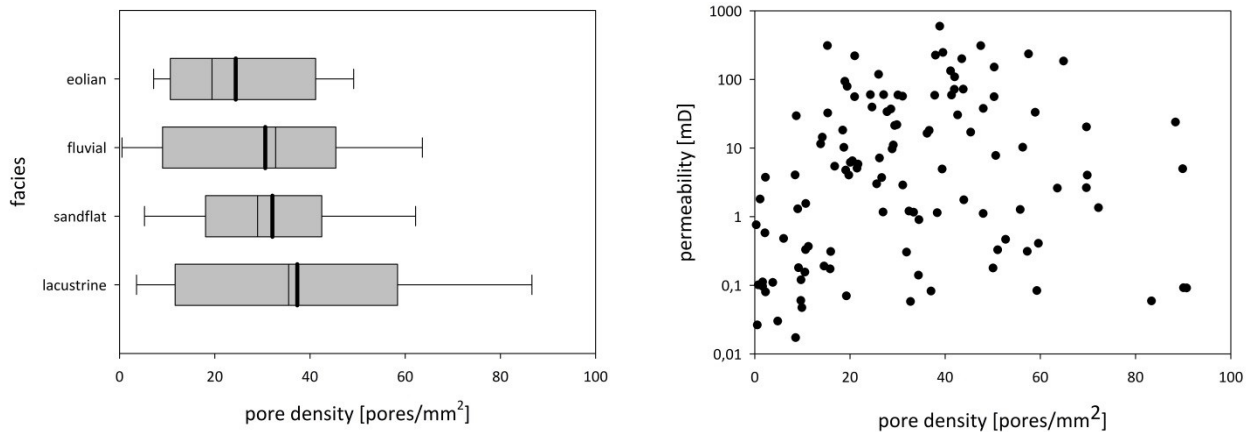 facies
eolian
fluvial
sandflat
lacustrine
0 20 40 60 80 100
pore density [pores/mm²]
permeability [mD]
1000
100
10
1
0,1
0,01
0 20 40 60 80 100
pore density [pores/mm²]